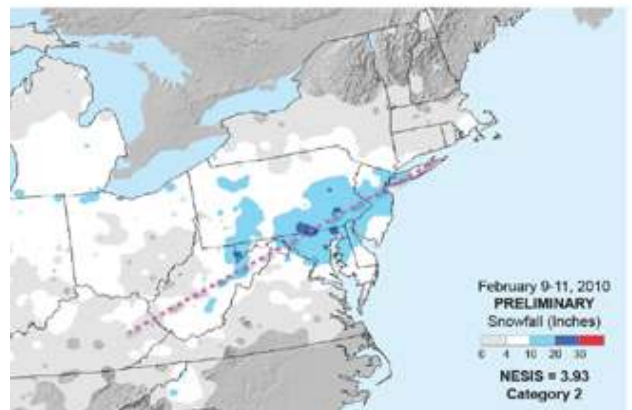 February 9-11, 2010
PRELIMINARY
Snowfall (Inches)
0 4 10 20 30
NESIS = 3.93
Category 2